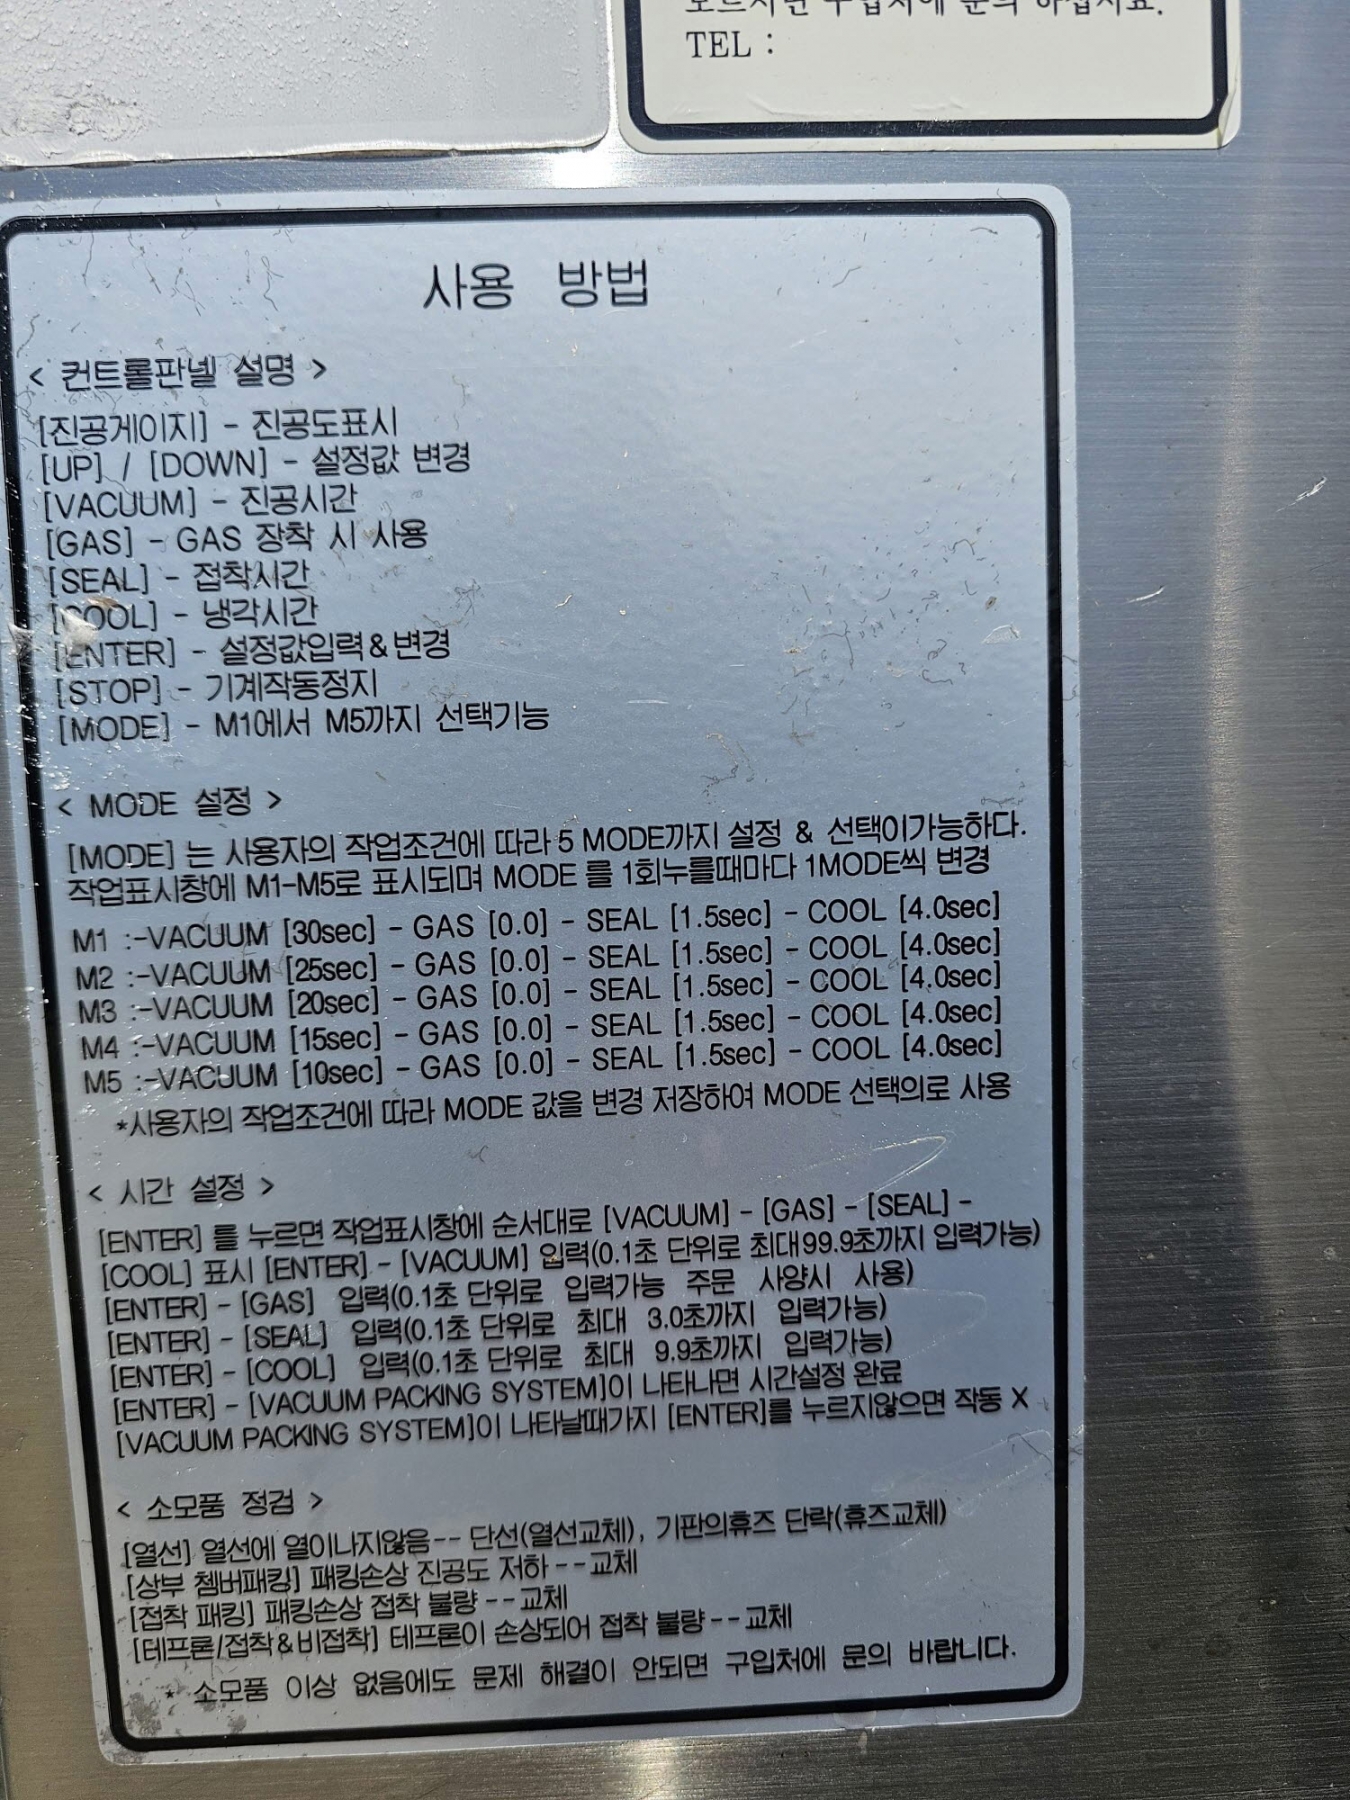 TEL :
사용 방법
< 컨트롤판넬 설명 >
[진공게이지] - 진공도표시
[UP] / [DOWN] - 설정값 변경
[VACUUM] - 진공시간
[GAS] - GAS 장착 시 사용
[SEAL] - 접착시간
[COOL] - 냉각시간
[ENTER] - 설정값입력&변경
[STOP] - 기계작동정지
[MODE] - M1에서 M5까지 선택기능
< MODE 설정 >
[MODE] 는 사용자의 작업조건에 따라 5 MODE까지 설정 & 선택이가능하다.
작업표시창에 M1-M5로 표시되며 MODE 를 1회누를때마다 1MODE씩 변경
M1 :-VACUUM [30sec] - GAS [0.0] - SEAL [1.5sec] - COOL [4.0sec]
M2 :-VACUUM [25sec] - GAS [0.0] - SEAL [1.5sec] - COOL [4.0sec]
M3 :-VACUUM [20sec] - GAS [0.0] - SEAL [1.5sec] - COOL [4.0sec]
M4 :-VACUUM [15sec] - GAS [0.0] - SEAL [1.5sec] - COOL [4.0sec]
M5 :-VACUUM [10sec] - GAS [0.0] - SEAL [1.5sec] - COOL [4.0sec]
*사용자의 작업조건에 따라 MODE 값을 변경 저장하여 MODE 선택의로 사용
< 시간 설정 >
[ENTER] 를 누르면 작업표시창에 순서대로 [VACUUM] - [GAS] - [SEAL] -
[COOL] 표시 [ENTER] - [VACUUM] 입력(0.1초 단위로 최대99.9초까지 입력가능)
[ENTER] - [GAS] 입력(0.1초 단위로 입력가능 주문 사양시 사용)
[ENTER] - [SEAL] 입력(0.1초 단위로 최대 3.0초까지 입력가능)
[ENTER] - [COOL] 입력(0.1초 단위로 최대 9.9초까지 입력가능)
[ENTER] - [VACUUM PACKING SYSTEM]이 나타나면 시간설정 완료
[VACUUM PACKING SYSTEM]이 나타날때가지 [ENTER]를 누르지않으면 작동 X
< 소모품 정검 >
[열선] 열선에 열이나지않음-- 단선(열선교체), 기판의휴즈 단락(휴즈교체)
[상부 쳄버패킹] 패킹손상 진공도 저하 --교체
[접착 패킹] 패킹손상 접착 불량 --교체
[테프론/접착&비접착] 테프론이 손상되어 접착 불량--교체
* 소모품 이상 없음에도 문제 해결이 안되면 구입처에 문의 바랍니다.